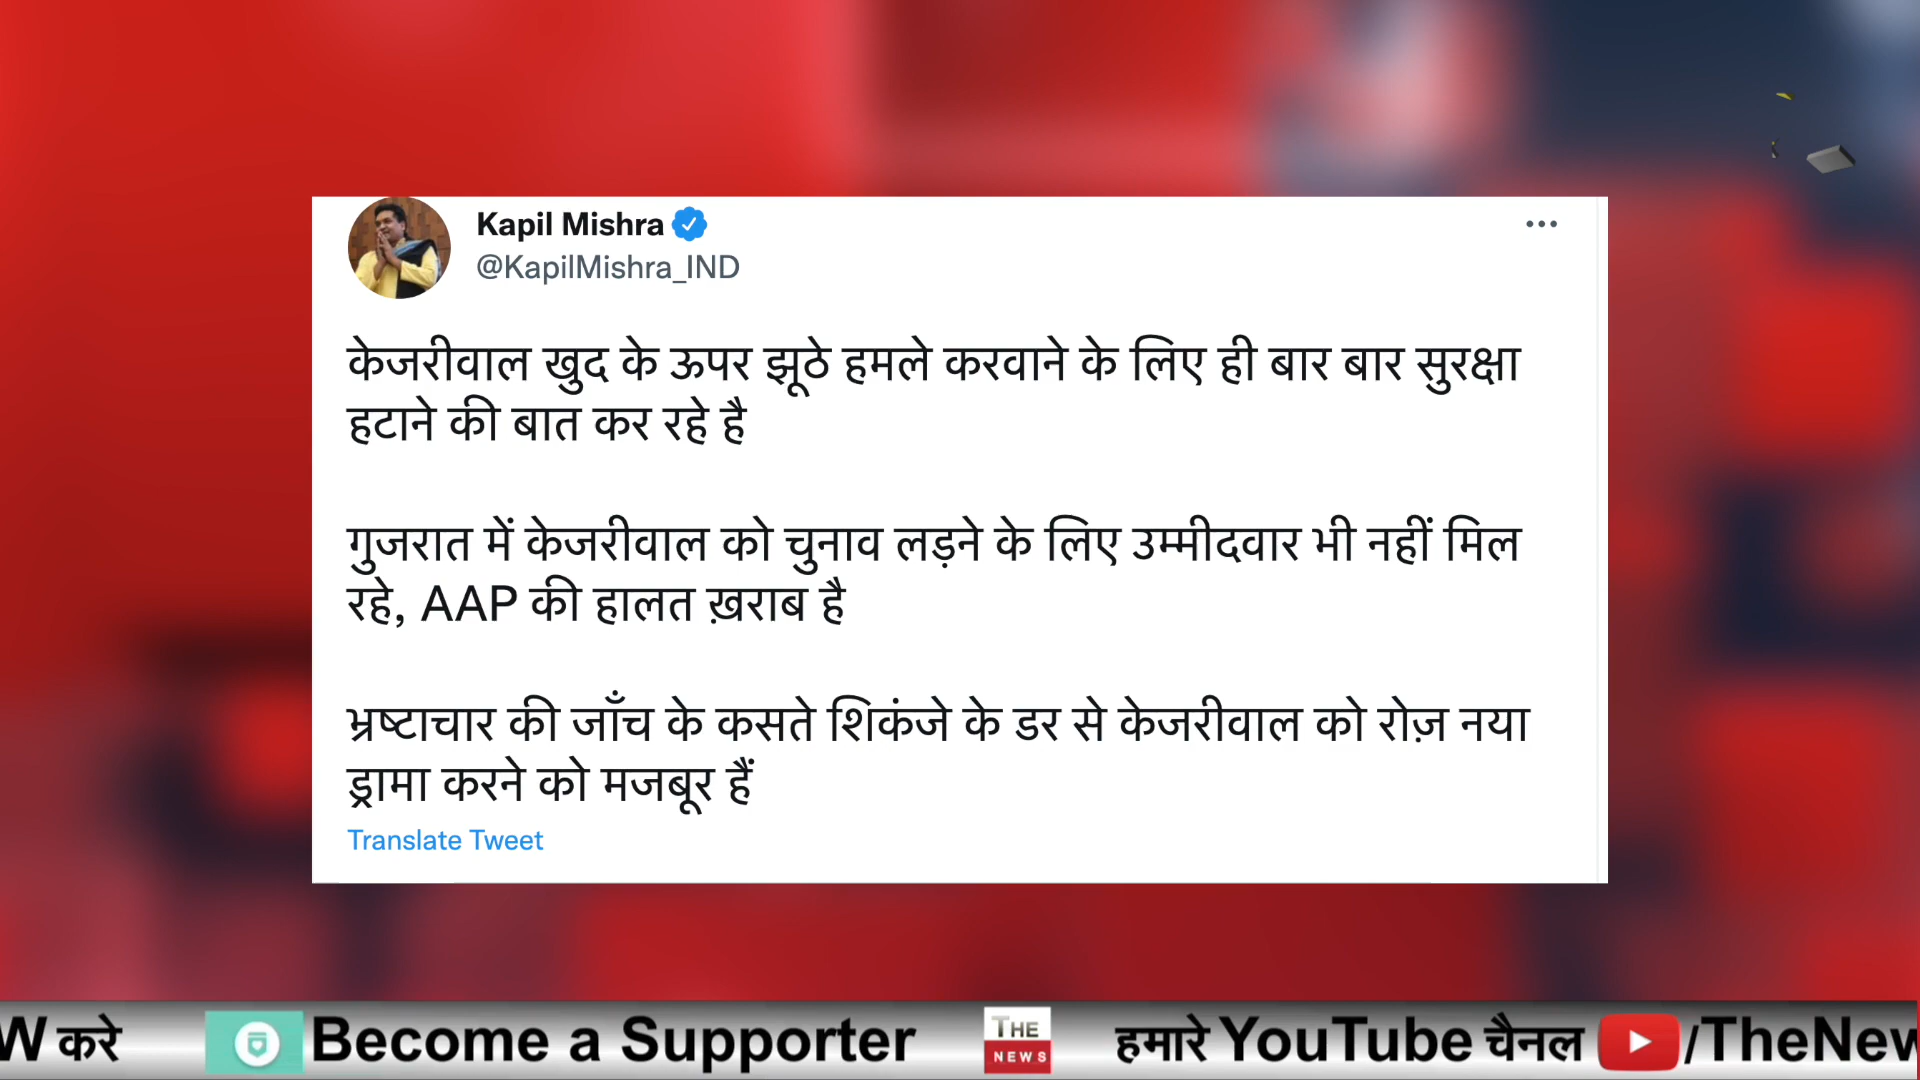 Kapil Mishra
@KapilMishra_IND
केजरीवाल खुद के ऊपर झूठे हमले करवाने के लिए ही बार बार सुरक्षा
हटाने की बात कर रहे है
गुजरात में केजरीवाल को चुनाव लड़ने के लिए उम्मीदवार भी नहीं मिल
रहे, AAP की हालत ख़राब है
भ्रष्टाचार की जाँच के कसते शिकंजे के डर से केजरीवाल को रोज़ नया
ड्रामा करने को मजबूर हैं
Translate Tweet
W करे Become a Supporter THE NEWS हमारे YouTube चैनल /TheNew